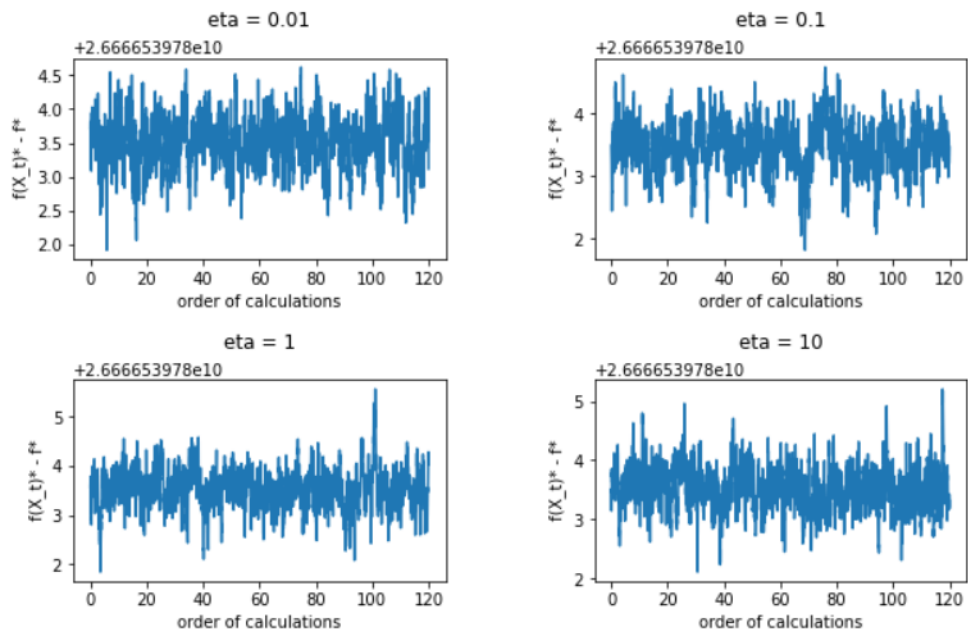 eta = 0.01
+2.666653978e10
f(X_t)* - f*
4.5
4.0
3.5
3.0
2.5
2.0
0 20 40 60 80 100 120
order of calculations
eta = 0.1
+2.666653978e10
f(X_t)* - f*
4
3
2
0 20 40 60 80 100 120
order of calculations
eta = 1
+2.666653978e10
f(X_t)* - f*
5
4
3
2
0 20 40 60 80 100 120
order of calculations
eta = 10
+2.666653978e10
f(X_t)* - f*
5
4
3
2
0 20 40 60 80 100 120
order of calculations